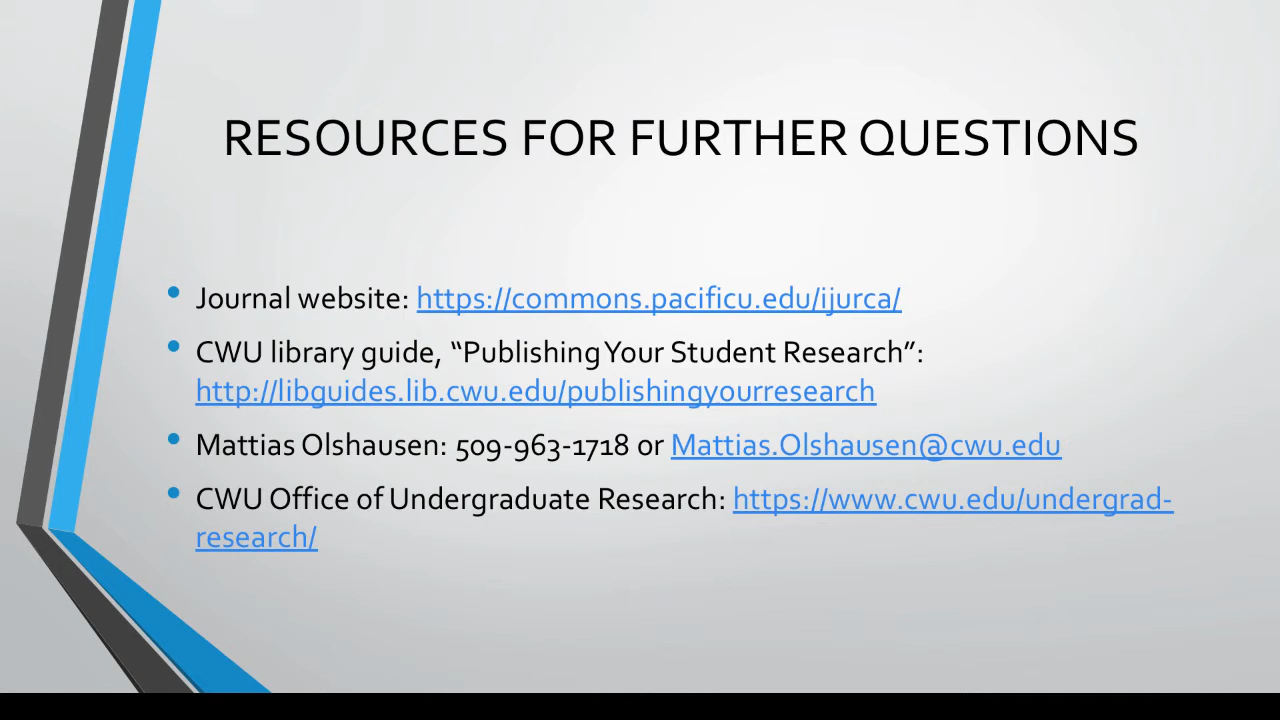 RESOURCES FOR FURTHER QUESTIONS
• Journal website: https://commons.pacificu.edu/ijurca/
• CWU library guide, “Publishing Your Student Research”:
http://libguides.lib.cwu.edu/publishingyourresearch
• Mattias Olshausen: 509-963-1718 or Mattias.Olshausen@cwu.edu
• CWU Office of Undergraduate Research: https://www.cwu.edu/undergrad-
research/